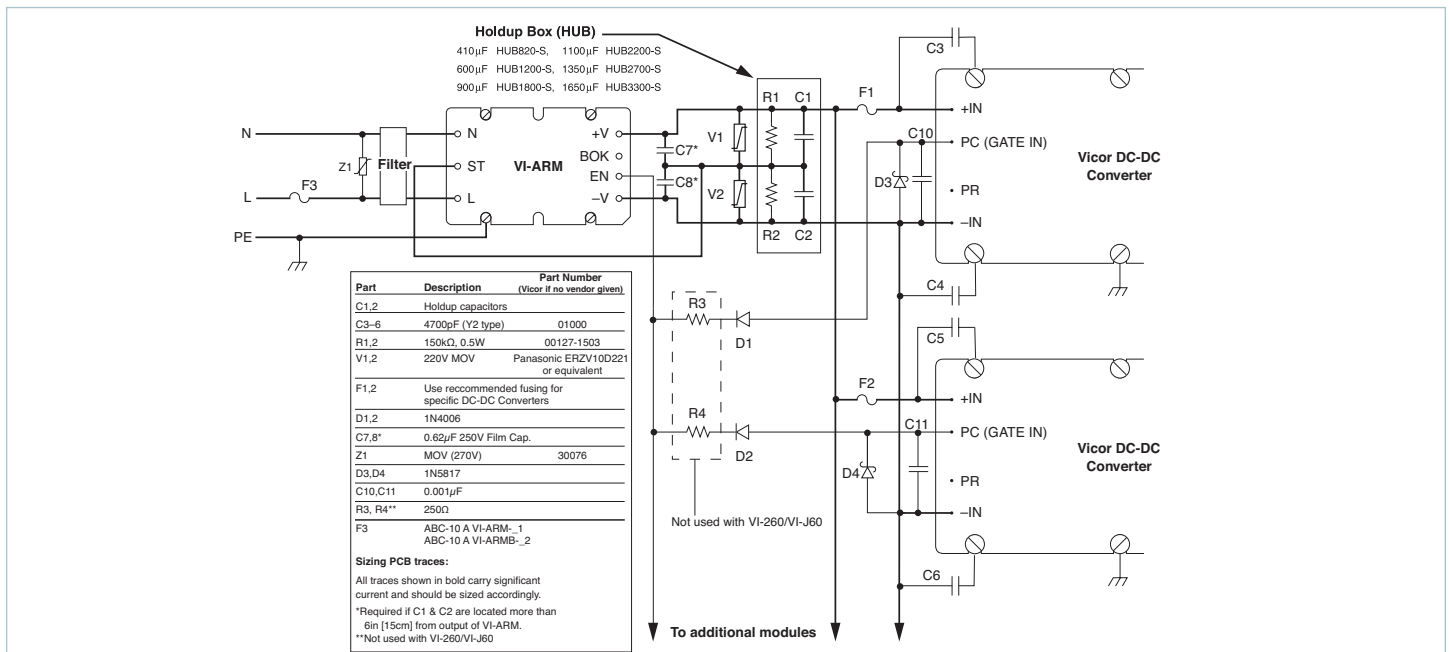 Holdup Box (HUB)
410µF HUB820-S, 1100µF HUB2200-S
600µF HUB1200-S, 1350µF HUB2700-S
900µF HUB1800-S, 1650µF HUB3300-S
N
Z1
Filter
F3
L
PE
N
ST
L
VI-ARM
+V
BOK
EN
–V
C7*
C8*
V1
V2
R1
C1
R2
C2
F1
C3
+IN
C10
PC (GATE IN)
D3
PR
–IN
Vicor DC-DC
Converter
C4
R3
D1
R4
D2
Not used with VI-260/VI-J60
C5
F2
+IN
C11
PC (GATE IN)
D4
PR
–IN
Vicor DC-DC
Converter
C6
To additional modules
Part Description Part Number
(Vicor if no vendor given)
C1,2 Holdup capacitors
C3–6 4700pF (Y2 type) 01000
R1,2 150kΩ, 0.5W 00127-1503
V1,2 220V MOV Panasonic ERZV10D221
or equivalent
F1,2 Use reccommended fusing for
specific DC-DC Converters
D1,2 1N4006
C7,8* 0.62µF 250V Film Cap.
Z1 MOV (270V) 30076
D3,D4 1N5817
C10,C11 0.001µF
R3, R4** 250Ω
F3 ABC-10 A VI-ARM-_1
ABC-10 A VI-ARMB-_2
Sizing PCB traces:
All traces shown in bold carry significant
current and should be sized accordingly.
*Required if C1 & C2 are located more than
6in [15cm] from output of VI-ARM.
**Not used with VI-260/VI-J60